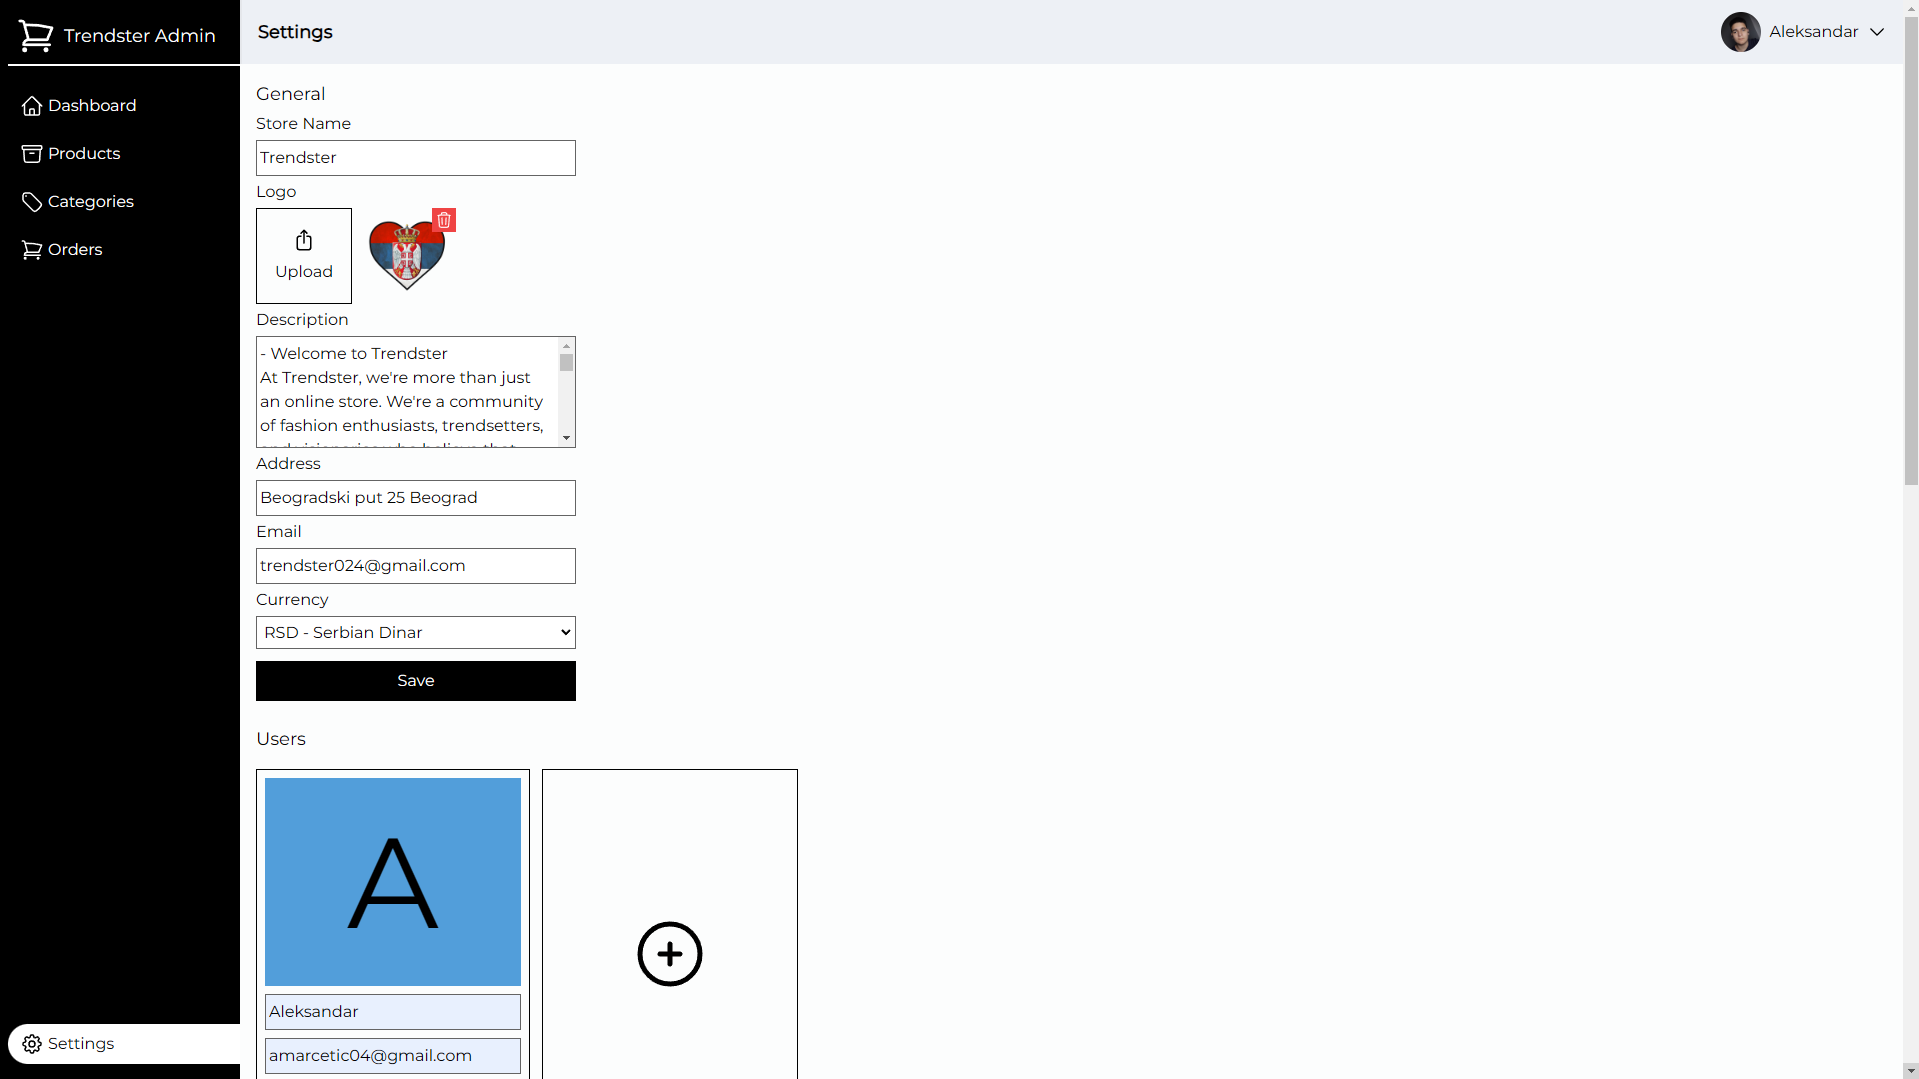 Trendster Admin
Settings
Aleksandar
Dashboard
Products
Categories
Orders
Settings
General
Store Name
Trendster
Logo
Upload
Description
- Welcome to Trendster
At Trendster, we're more than just
an online store. We're a community
of fashion enthusiasts, trendsetters,
Address
Beogradski put 25 Beograd
Email
trendster024@gmail.com
Currency
RSD - Serbian Dinar
Save
Users
A
Aleksandar
amarcetic04@gmail.com